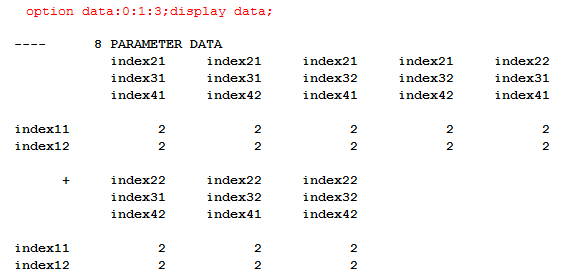 option data:0:1:3;display data;
----      8 PARAMETER DATA
            index21     index21     index21     index21     index22
            index31     index31     index32     index32     index31
            index41     index42     index41     index42     index41
index11           2           2           2           2           2
index12           2           2           2           2           2
      +     index22     index22     index22
            index31     index32     index32
            index42     index41     index42
index11           2           2           2
index12           2           2           2